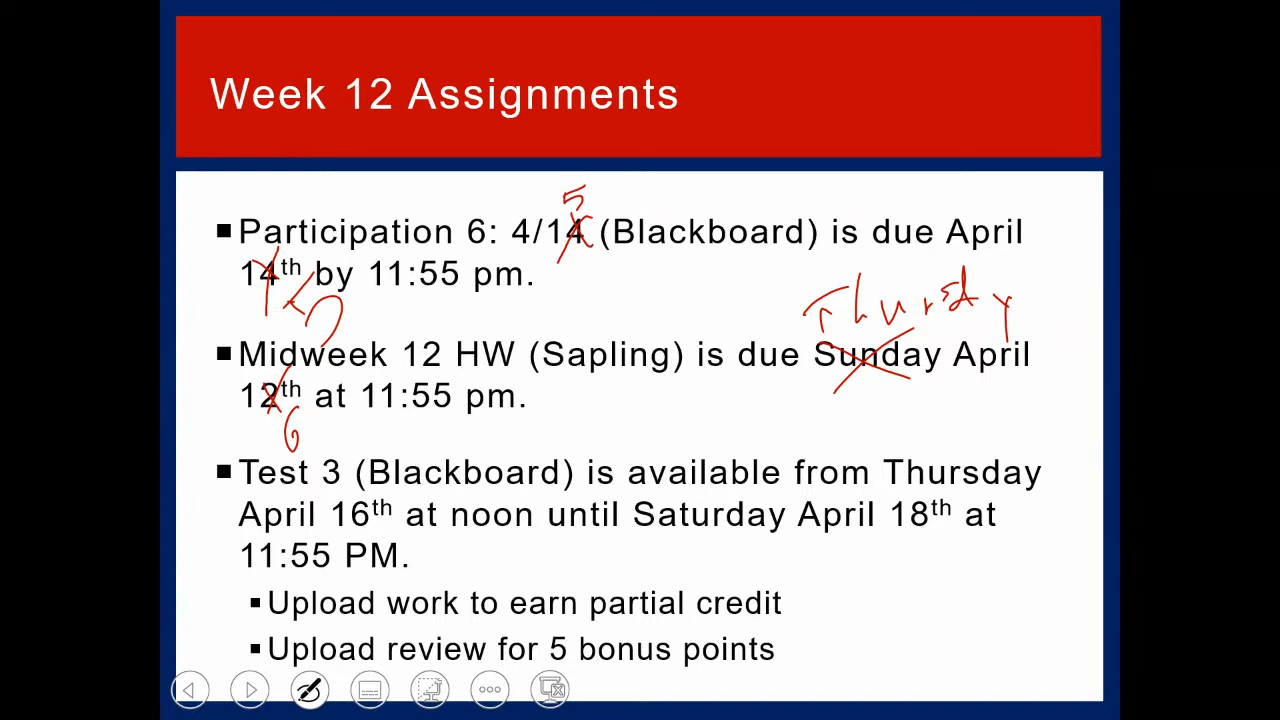 Week 12 Assignments
5
▪Participation 6: 4/14 (Blackboard) is due April
14th by 11:55 pm.
15
Thursdy
▪Midweek 12 HW (Sapling) is due Sunday April
12th at 11:55 pm.
6
▪Test 3 (Blackboard) is available from Thursday
April 16th at noon until Saturday April 18th at
11:55 PM.
▪Upload work to earn partial credit
▪Upload review for 5 bonus points